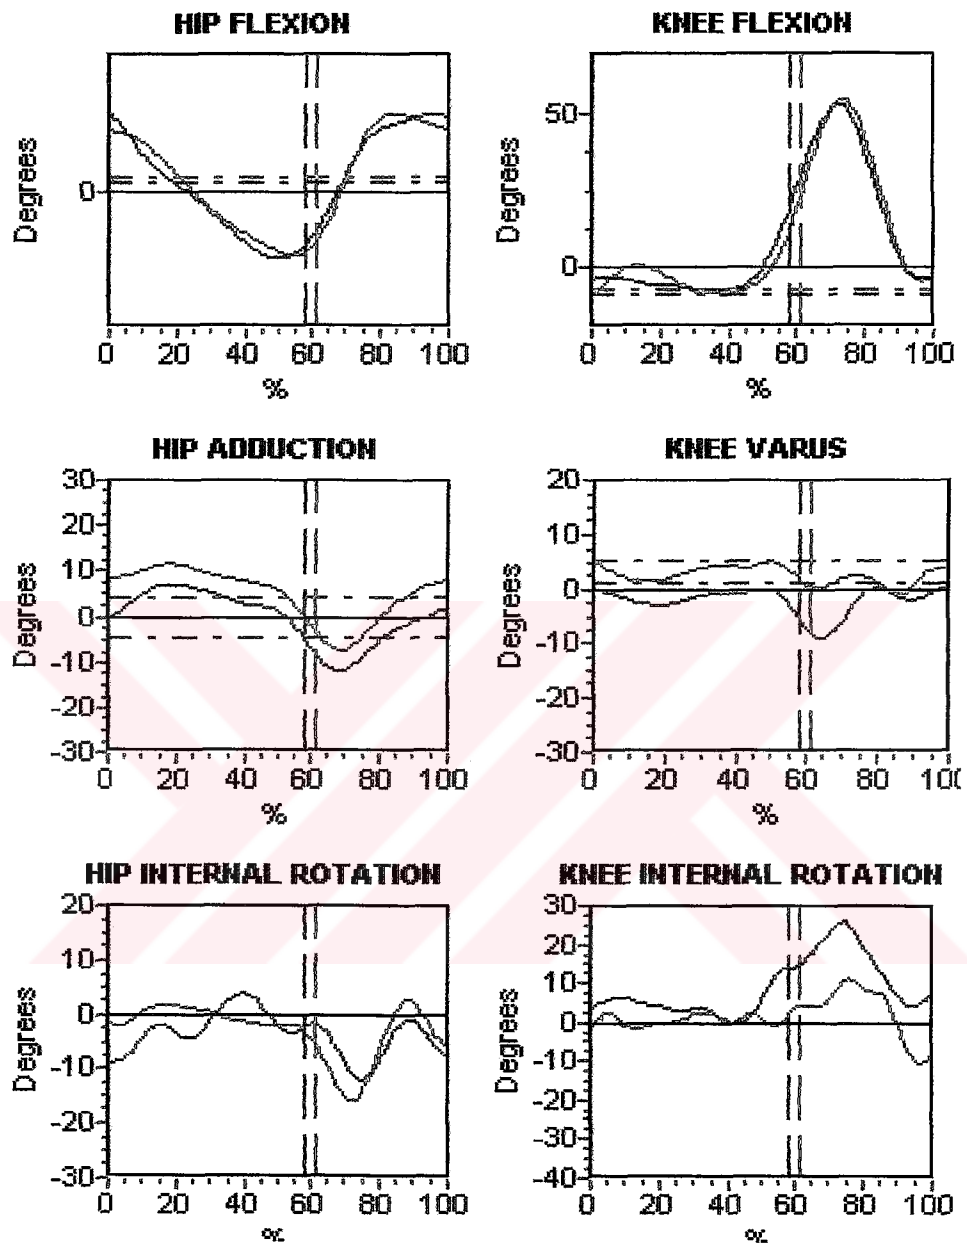 HIP FLEXION
Degrees
0
0 20 40 60 80 100
%
KNEE FLEXION
Degrees
50
0
0 20 40 60 80 100
%
HIP ADDUCTION
Degrees
30
20
10
0
-10
-20
-30
0 20 40 60 80 100
%
KNEE VARUS
Degrees
20
10
0
-10
-30
0 20 40 60 80 10(
%
HIP INTERNAL ROTATION
Degrees
20
10
0
-10
-20
-30
0 20 40 60 80 100
%
KNEE INTERNAL ROTATION
Degrees
30
20
10
0
-10
-20
-30
-40
0 20 40 60 80 100
%